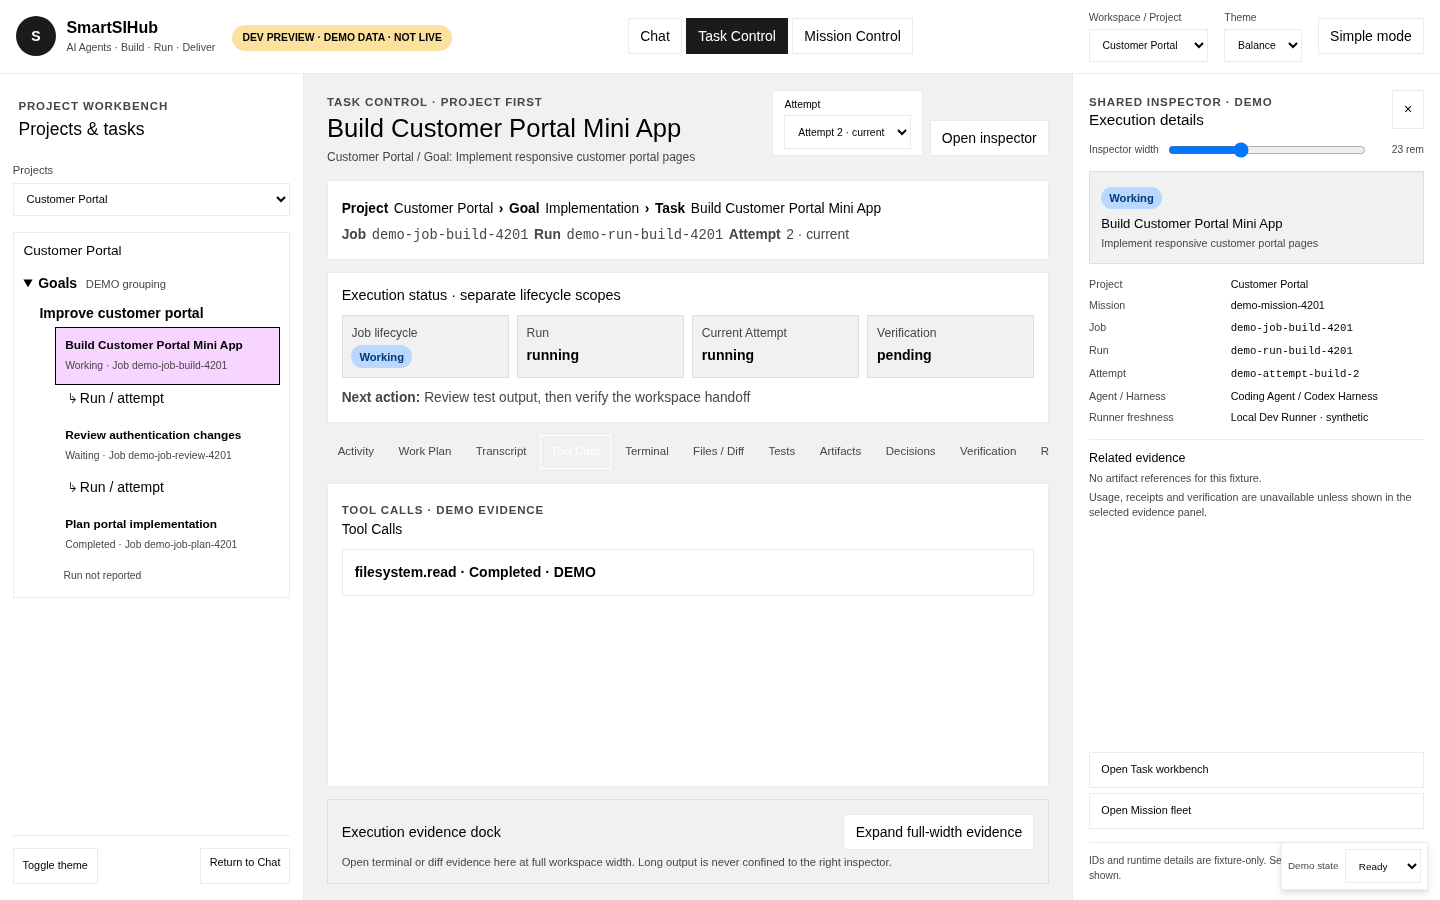 S
SmartSIHub
AI Agents · Build · Run · Deliver
DEV PREVIEW · DEMO DATA · NOT LIVE
Chat
Task Control
Mission Control
Workspace / Project
Customer Portal
Theme
Balance
Simple mode
PROJECT WORKBENCH
Projects & tasks
Projects
Customer Portal
Customer Portal
▼ Goals DEMO grouping
Improve customer portal
Build Customer Portal Mini App
Working · Job demo-job-build-4201
↳ Run / attempt
Review authentication changes
Waiting · Job demo-job-review-4201
↳ Run / attempt
Plan portal implementation
Completed · Job demo-job-plan-4201
Run not reported
Toggle theme
Return to Chat
TASK CONTROL · PROJECT FIRST
Build Customer Portal Mini App
Customer Portal / Goal: Implement responsive customer portal pages
Attempt
Attempt 2 · current
Open inspector
Project Customer Portal › Goal Implementation › Task Build Customer Portal Mini App
Job demo-job-build-4201 Run demo-run-build-4201 Attempt 2 · current
Execution status · separate lifecycle scopes
Job lifecycle
Working
Run
running
Current Attempt
running
Verification
pending
Next action: Review test output, then verify the workspace handoff
Activity
Work Plan
Transcript
Tool Calls
Terminal
Files / Diff
Tests
Artifacts
Decisions
Verification
R
TOOL CALLS · DEMO EVIDENCE
Tool Calls
filesystem.read · Completed · DEMO
Execution evidence dock
Expand full-width evidence
Open terminal or diff evidence here at full workspace width. Long output is never confined to the right inspector.
SHARED INSPECTOR · DEMO
Execution details
×
Inspector width
23 rem
Working
Build Customer Portal Mini App
Implement responsive customer portal pages
Project Customer Portal
Mission demo-mission-4201
Job demo-job-build-4201
Run demo-run-build-4201
Attempt demo-attempt-build-2
Agent / Harness Coding Agent / Codex Harness
Runner freshness Local Dev Runner · synthetic
Related evidence
No artifact references for this fixture.
Usage, receipts and verification are unavailable unless shown in the
selected evidence panel.
Open Task workbench
Open Mission fleet
IDs and runtime details are fixture-only. Se
shown.
Demo state
Ready